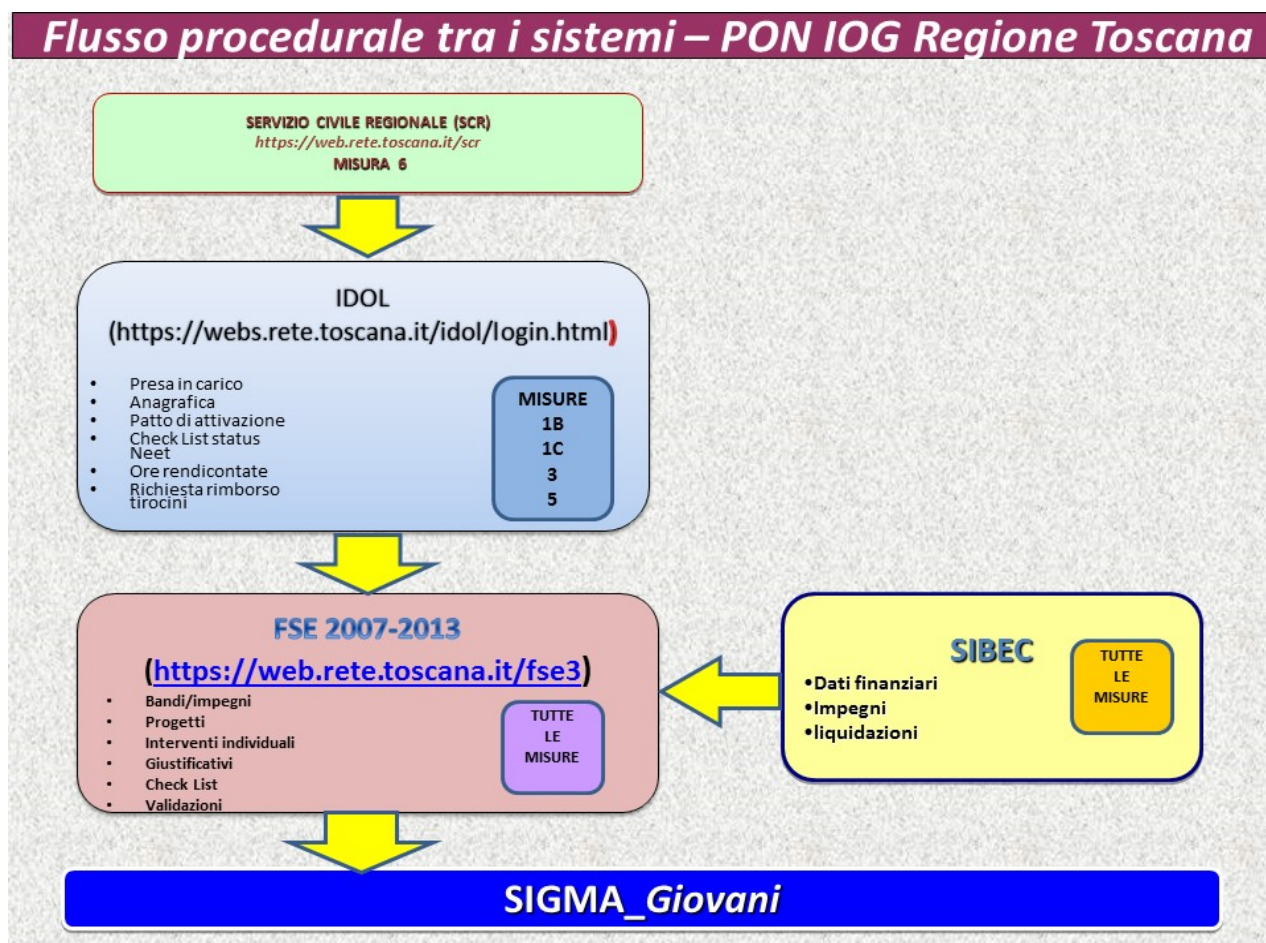 Flusso procedurale tra i sistemi – PON IOG Regione Toscana
SERVIZIO CIVILE REGIONALE (SCR)
https://web.rete.toscana.it/scr
MISURA 6
IDOL
(https://webs.rete.toscana.it/idol/login.html)
• Presa in carico
• Anagrafica
• Patto di attivazione
• Check List status
Neet
• Ore rendicontate
• Richiesta rimborso
tirocini
MISURE
1B
1C
3
5
FSE 2007-2013
(https://web.rete.toscana.it/fse3)
• Bandi/impegni
• Progetti
• Interventi individuali
• Giustificativi
• Check List
• Validazioni
TUTTE
LE
MISURE
SIBEC
•Dati finanziari
•Impegni
•liquidazioni
TUTTE
LE
MISURE
SIGMA_Giovani